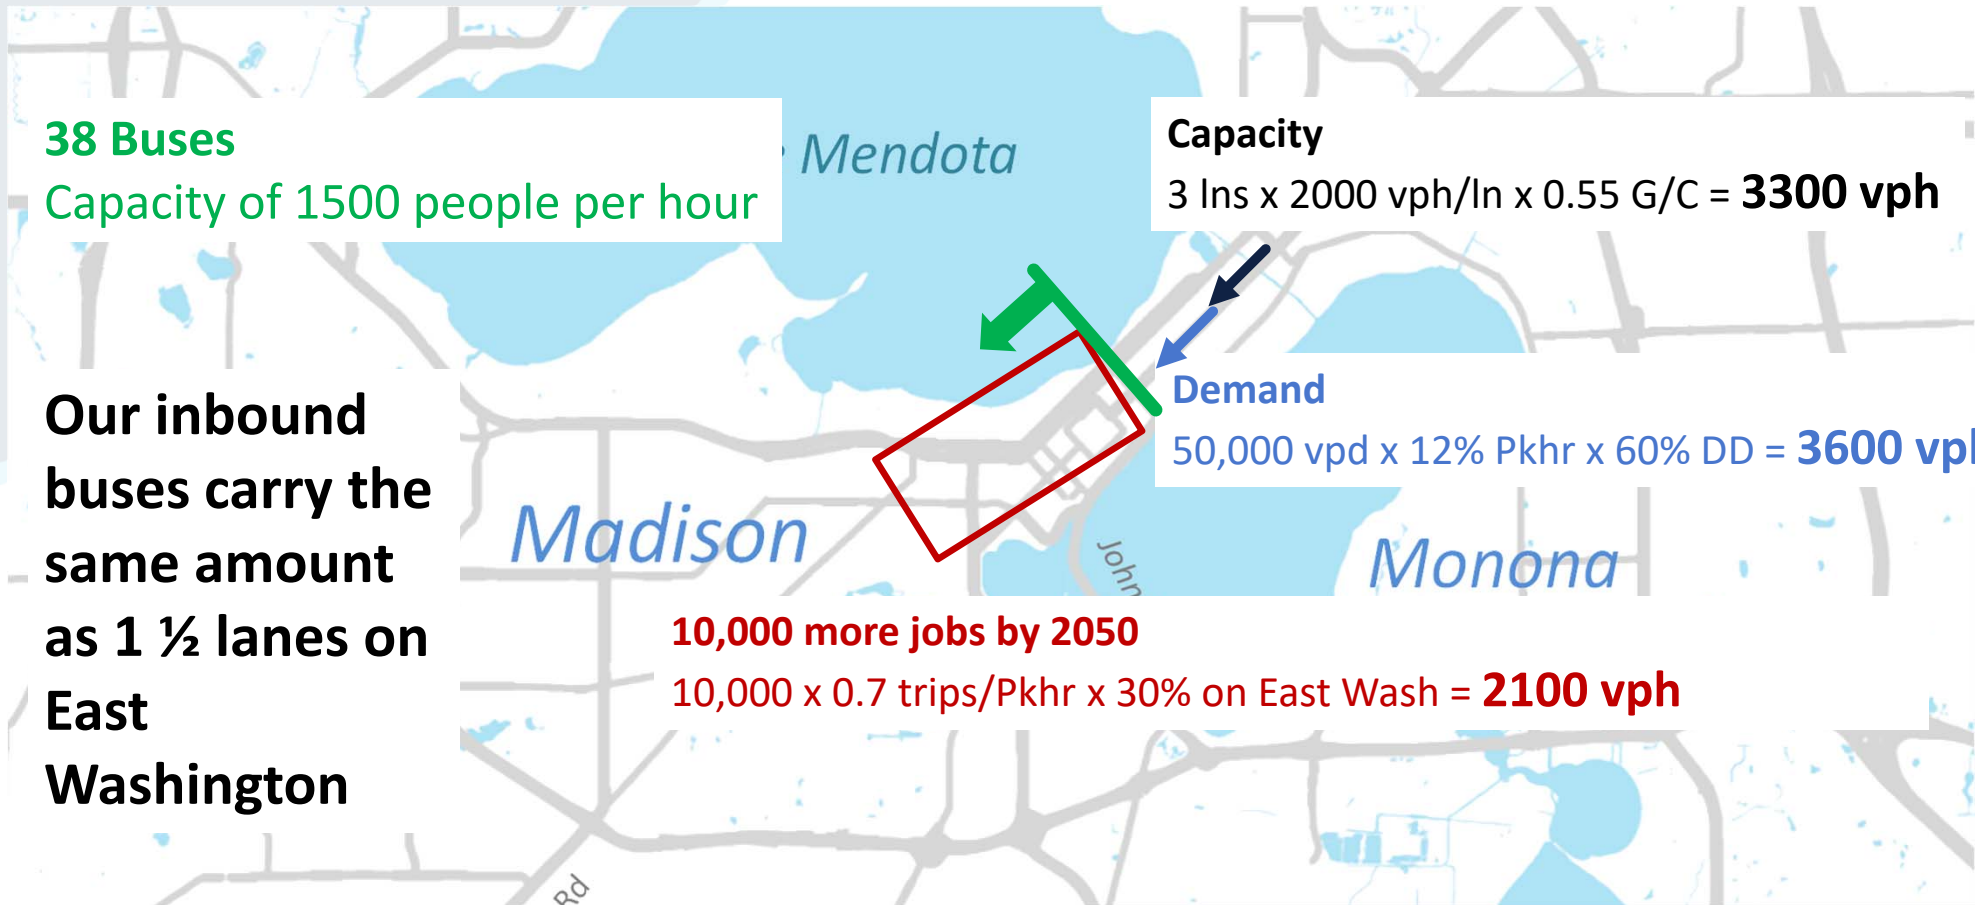 38 Buses
Capacity of 1500 people per hour
Mendota
Capacity
3 lns x 2000 vph/ln x 0.55 G/C = 3300 vph
Demand
50,000 vpd x 12% Pkhr x 60% DD = 3600 vph
Our inbound
buses carry the
same amount
as 1 ½ lanes on
East
Washington
Madison
Monona
John
10,000 more jobs by 2050
10,000 x 0.7 trips/Pkhr x 30% on East Wash = 2100 vph
Rd